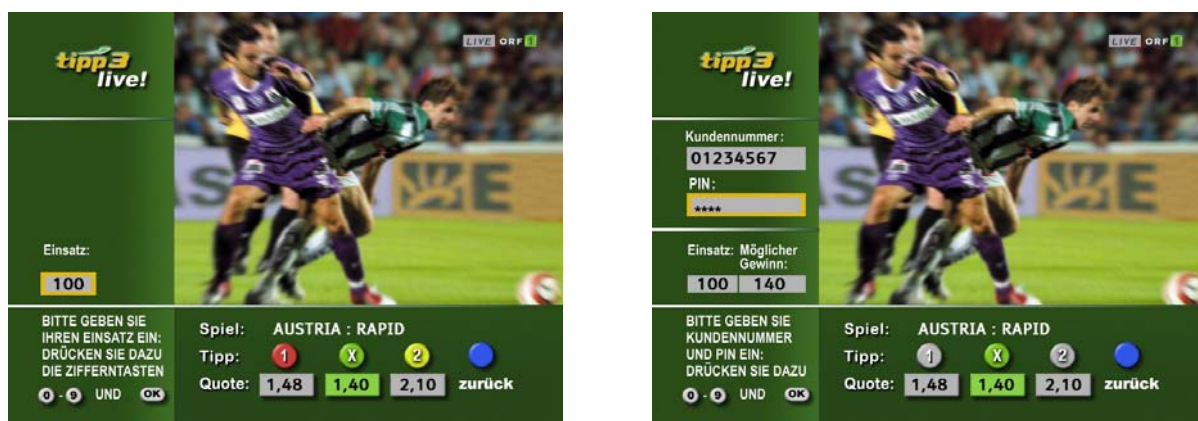 tipp3
live!
LIVE ORF 1
Einsatz:
100
BITTE GEBEN SIE
IHREN EINSATZ EIN:
DRÜCKEN SIE DAZU
DIE ZIFFERNTASTEN
0 - 9 UND OK
Spiel: AUSTRIA : RAPID
Tipp: 1 X 2
Quote: 1,48 1,40 2,10 zurück
tipp3
live!
LIVE ORF 1
Kundennummer:
01234567
PIN:
****
Einsatz: Möglicher
Gewinn:
100 140
BITTE GEBEN SIE
KUNDENNUMMER
UND PIN EIN:
DRÜCKEN SIE DAZU
0 - 9 UND OK
Spiel: AUSTRIA : RAPID
Tipp: 1 X 2
Quote: 1,48 1,40 2,10 zurück